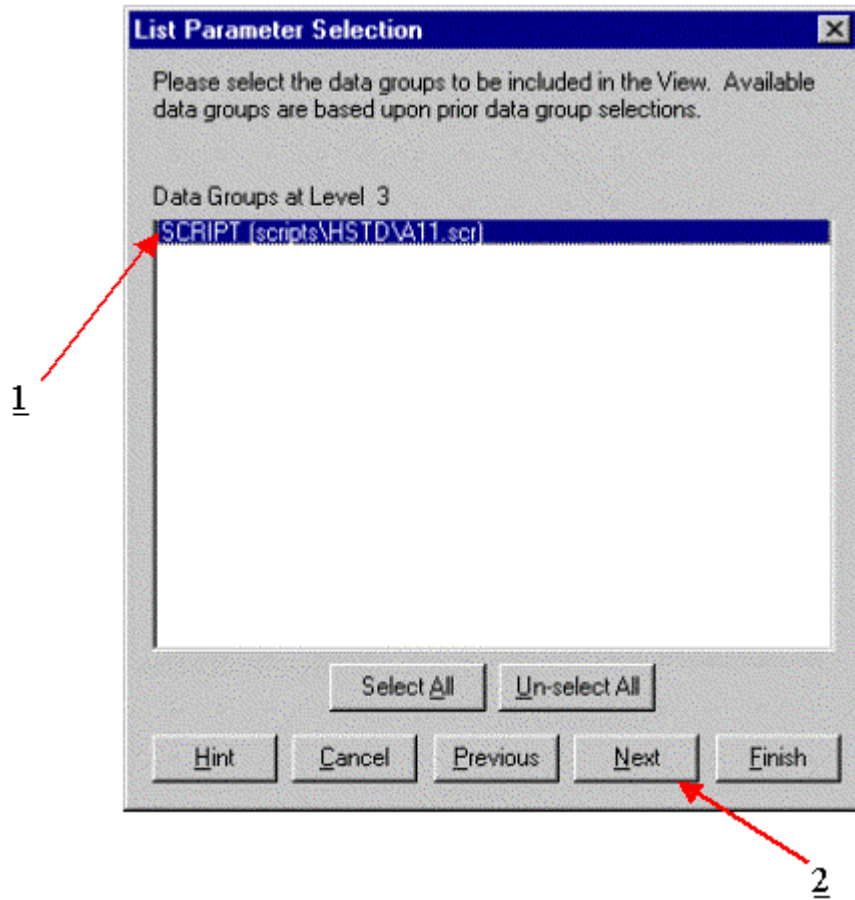 List Parameter Selection
Please select the data groups to be included in the View. Available
data groups are based upon prior data group selections.
Data Groups at Level 3
SCRIPT (scripts\HSTD\A11.scr)
1
Select All
Un-select All
Hint
Cancel
Previous
Next
Finish
2